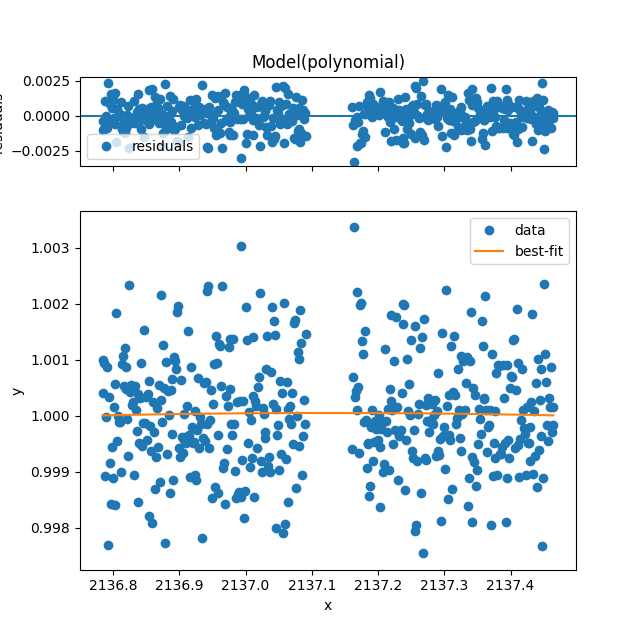 Model(polynomial)
0.0025
0.0000
−0.0025
residuals
residuals
data
best-fit
1.003
1.002
1.001
1.000
0.999
0.998
y
2136.8 2136.9 2137.0 2137.1 2137.2 2137.3 2137.4
x